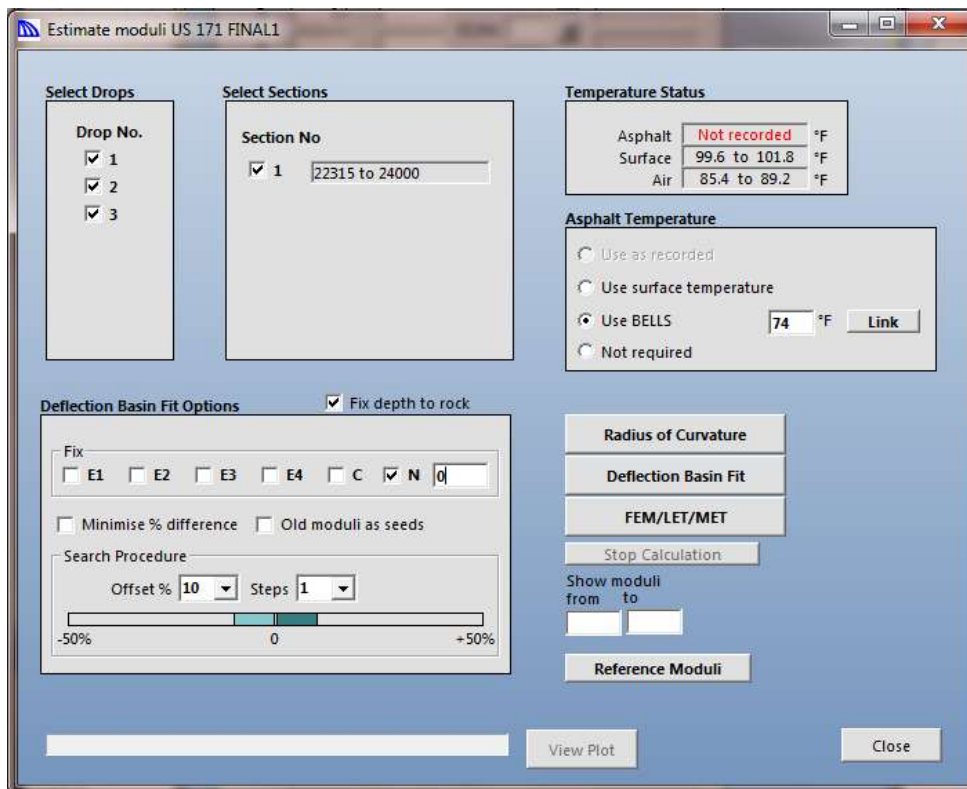 Estimate moduli US 171 FINAL1
Select Drops
Drop No.
1
2
3
Select Sections
Section No
1 22315 to 24000
Temperature Status
Asphalt Not recorded °F
Surface 99.6 to 101.8 °F
Air 85.4 to 89.2 °F
Asphalt Temperature
Use as recorded
Use surface temperature
Use BELLS 74 °F Link
Not required
Deflection Basin Fit Options
Fix depth to rock
Fix
E1 E2 E3 E4 C N 0
Minimise % difference Old moduli as seeds
Search Procedure
Offset % 10 Steps 1
-50% 0 +50%
Radius of Curvature
Deflection Basin Fit
FEM/LET/MET
Stop Calculation
Show moduli
from to
Reference Moduli
View Plot
Close